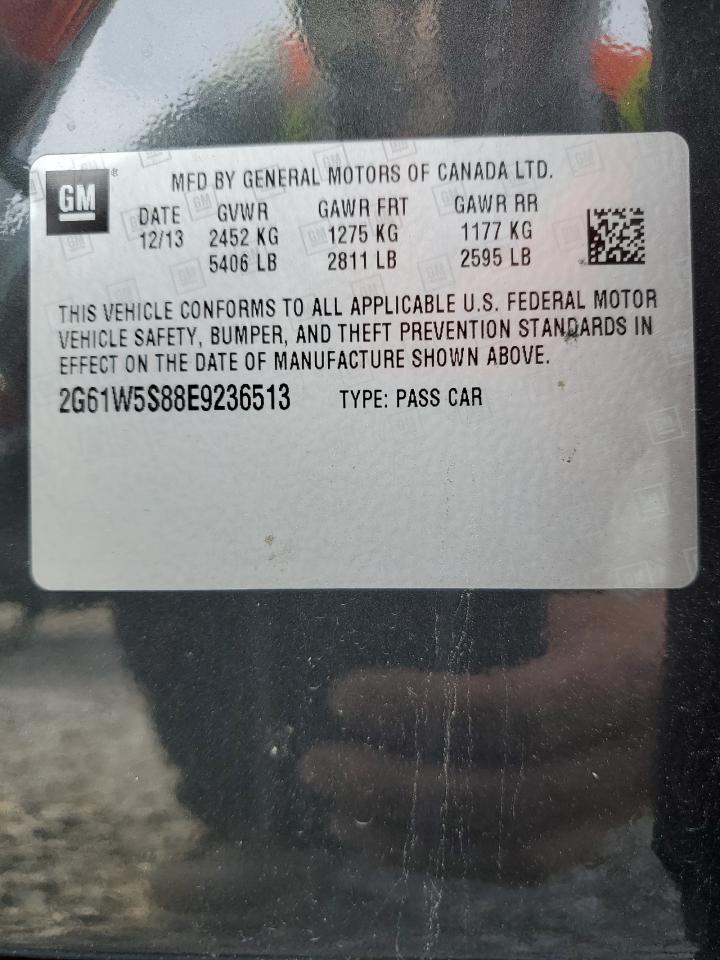 GM ®
MFD BY GENERAL MOTORS OF CANADA LTD.
DATE GVWR GAWR FRT GAWR RR
12/13 2452 KG 1275 KG 1177 KG
5406 LB 2811 LB 2595 LB
THIS VEHICLE CONFORMS TO ALL APPLICABLE U.S. FEDERAL MOTOR
VEHICLE SAFETY, BUMPER, AND THEFT PREVENTION STANDARDS IN
EFFECT ON THE DATE OF MANUFACTURE SHOWN ABOVE.
2G61W5S88E9236513 TYPE: PASS CAR